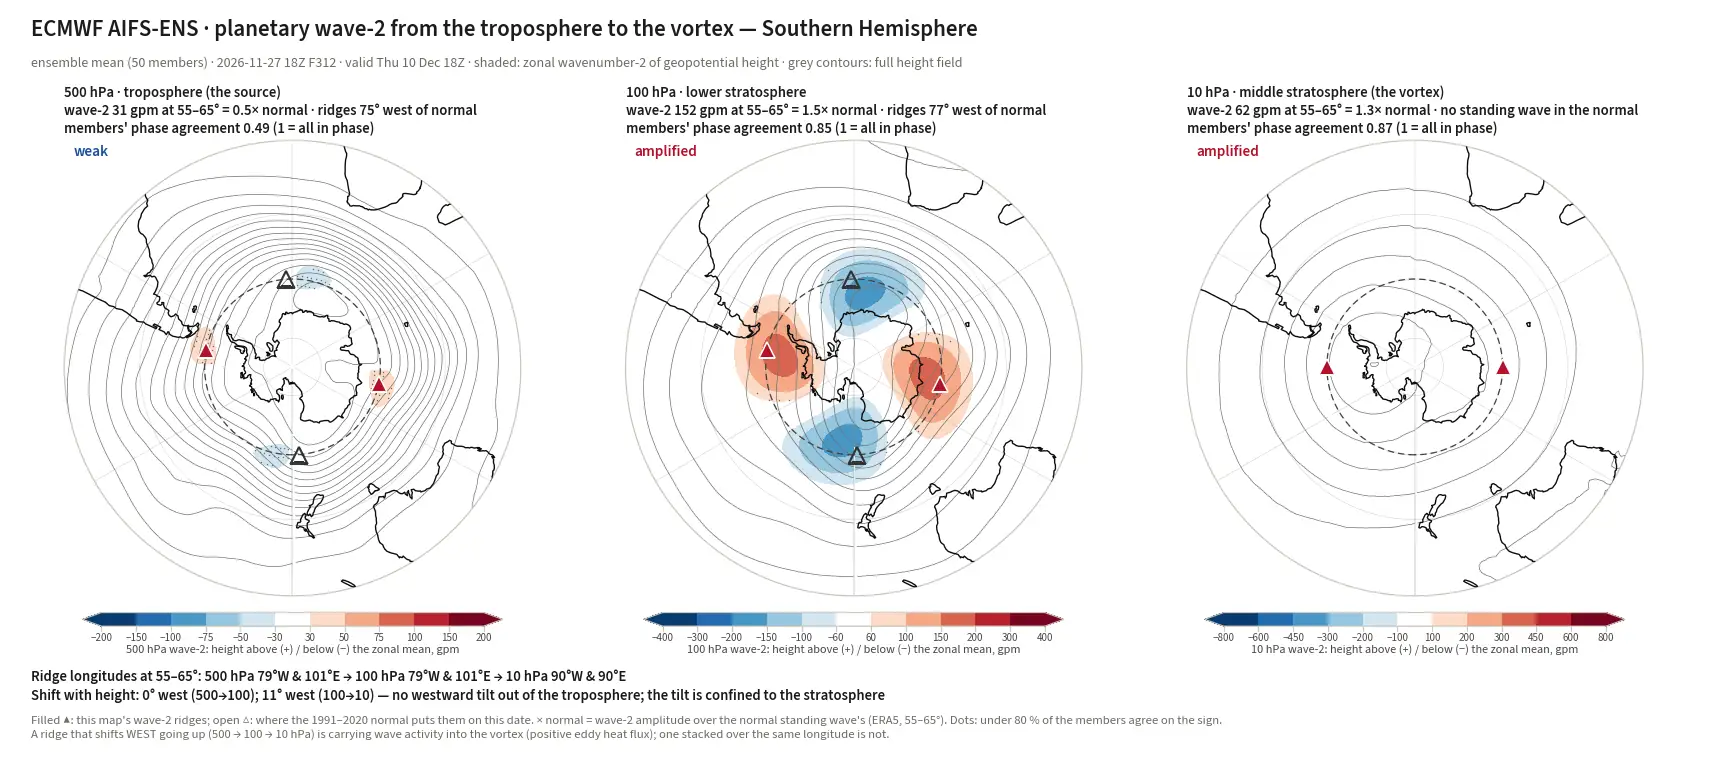 ECMWF AIFS-ENS · planetary wave-2 from the troposphere to the vortex — Southern Hemisphere
ensemble mean (50 members) · 2026-11-27 18Z F312 · valid Thu 10 Dec 18Z · shaded: zonal wavenumber-2 of geopotential height · grey contours: full height field
500 hPa · troposphere (the source)
wave-2 31 gpm at 55–65° = 0.5× normal · ridges 75° west of normal
members' phase agreement 0.49 (1 = all in phase)
weak
100 hPa · lower stratosphere
wave-2 152 gpm at 55–65° = 1.5× normal · ridges 77° west of normal
members' phase agreement 0.85 (1 = all in phase)
amplified
10 hPa · middle stratosphere (the vortex)
wave-2 62 gpm at 55–65° = 1.3× normal · no standing wave in the normal
members' phase agreement 0.87 (1 = all in phase)
amplified
−200 −150 −100 −75 −50 −30 30 50 75 100 150 200
500 hPa wave-2: height above (+) / below (−) the zonal mean, gpm
−400 −300 −200 −150 −100 −60 60 100 150 200 300 400
100 hPa wave-2: height above (+) / below (−) the zonal mean, gpm
−800 −600 −450 −300 −200 −100 100 200 300 450 600 800
10 hPa wave-2: height above (+) / below (−) the zonal mean, gpm
Ridge longitudes at 55–65°: 500 hPa 79°W & 101°E → 100 hPa 79°W & 101°E → 10 hPa 90°W & 90°E
Shift with height: 0° west (500→100); 11° west (100→10) — no westward tilt out of the troposphere; the tilt is confined to the stratosphere
Filled ▲: this map's wave-2 ridges; open △: where the 1991–2020 normal puts them on this date. × normal = wave-2 amplitude over the normal standing wave's (ERA5, 55–65°). Dots: under 80 % of the members agree on the sign.
A ridge that shifts WEST going up (500 → 100 → 10 hPa) is carrying wave activity into the vortex (positive eddy heat flux); one stacked over the same longitude is not.